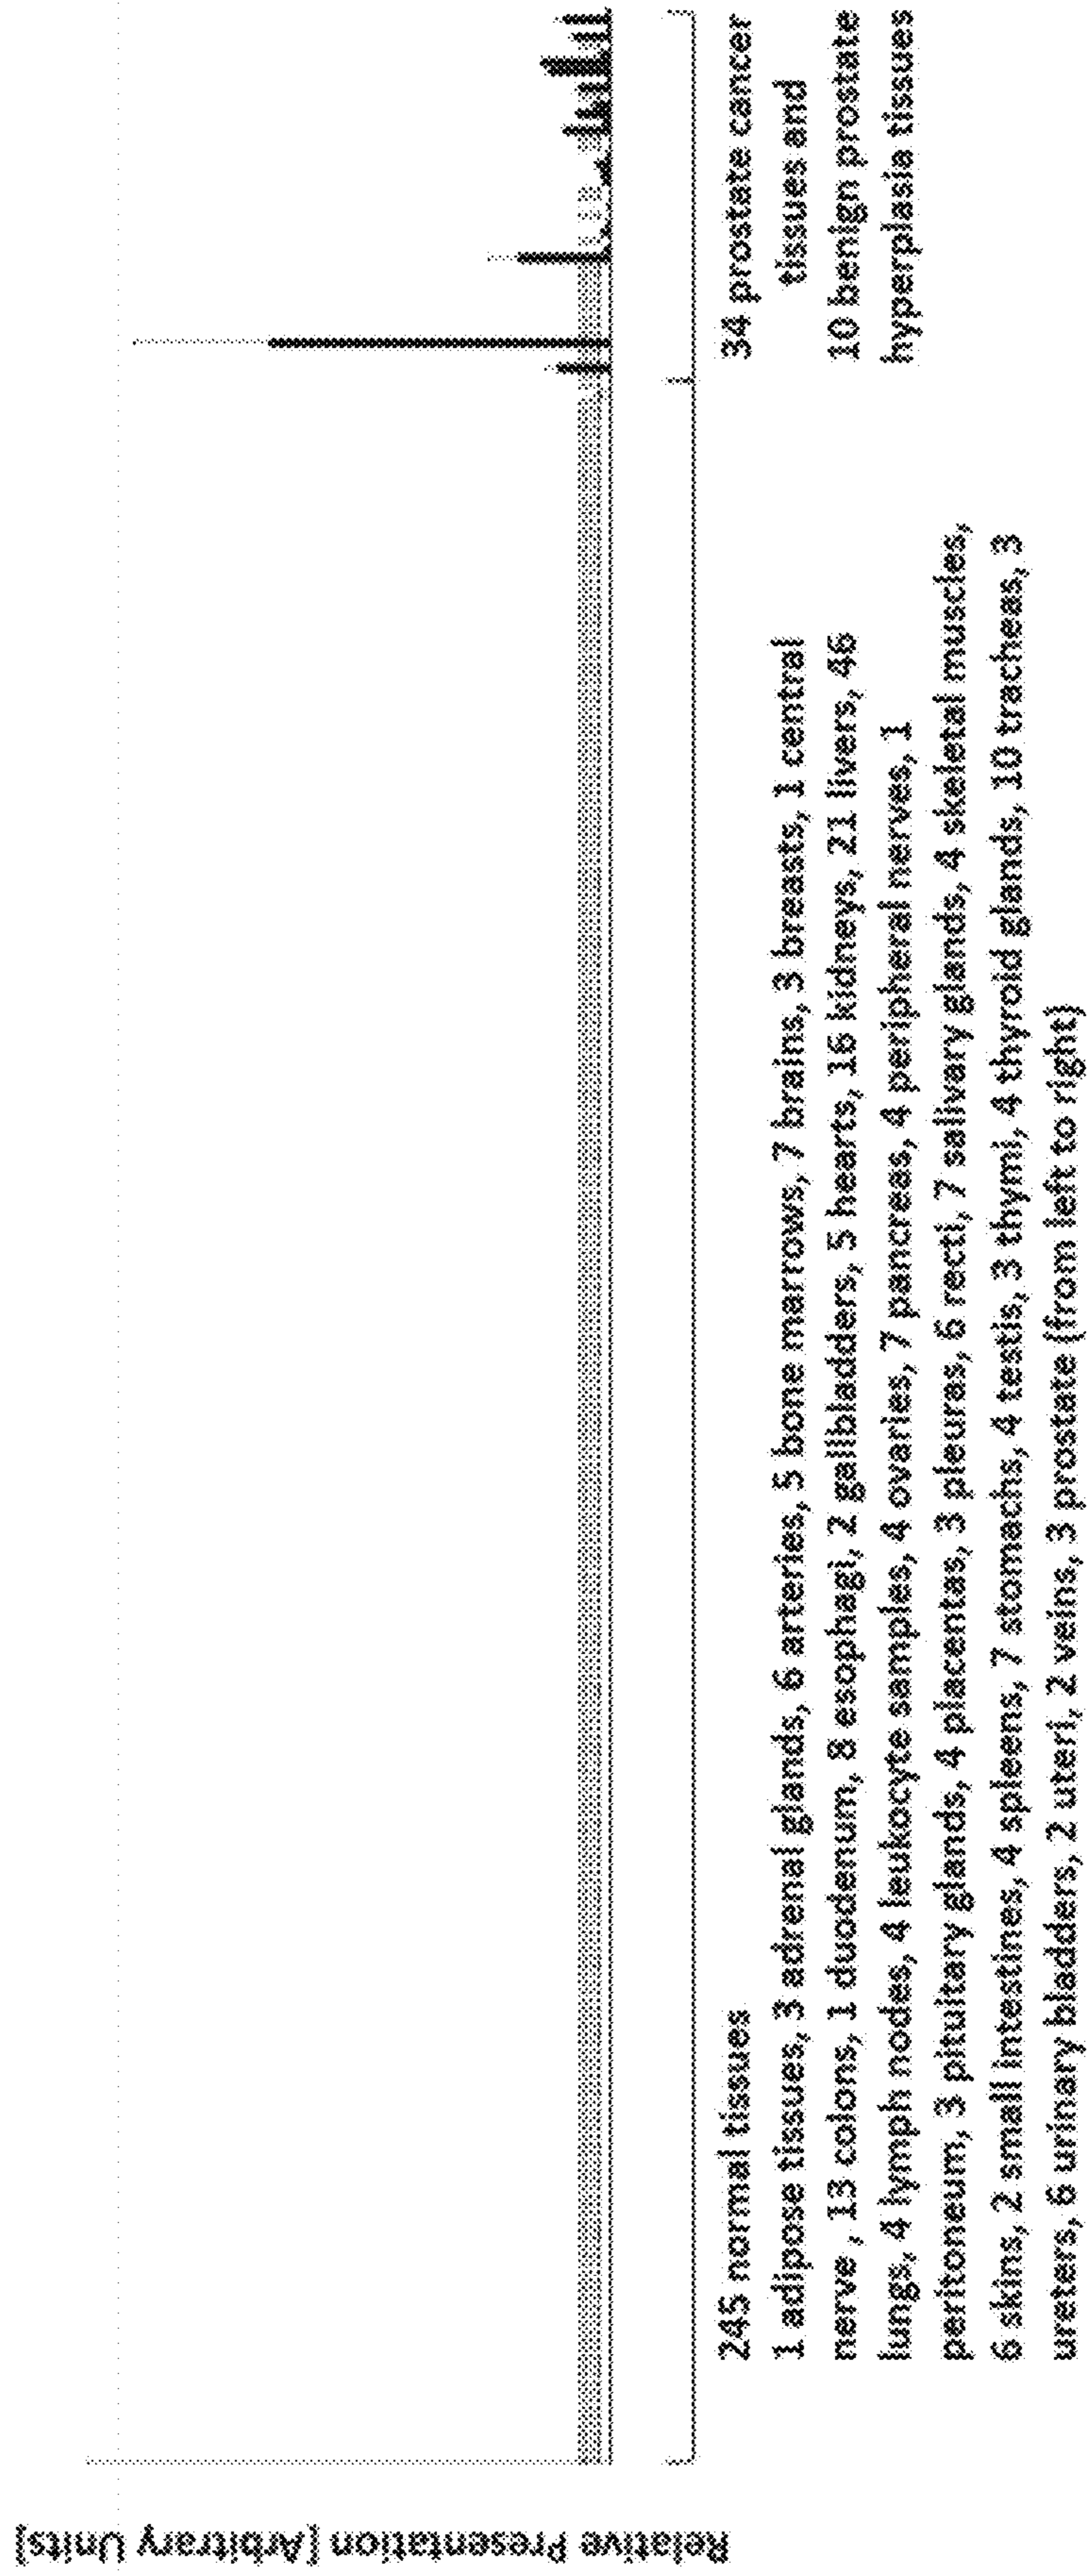 Relative Presentation [Arbitrary Units]
245 normal tissues
1 adipose tissues, 3 adrenal glands, 6 arteries, 5 bone marrows, 7 brains, 3 breasts, 1 central
nerve , 13 colons, 1 duodenum, 8 esophagi, 2 gallbladders, 5 hearts, 16 kidneys, 21 livers, 46
lungs, 4 lymph nodes, 4 leukocyte samples, 4 ovaries, 7 pancreas, 4 peripheral nerves, 1
peritoneum, 3 pituitary glands, 4 placentas, 3 pleuras, 6 recti, 7 salivary glands, 4 skeletal muscles,
6 skins, 2 small intestines, 4 spleens, 7 stomachs, 4 testis, 3 thymi, 4 thyroid glands, 10 tracheas, 3
ureters, 6 urinary bladders, 2 uteri, 2 veins, 3 prostate (from left to right)
34 prostate cancer
tissues and
10 benign prostate
hyperplasia tissues